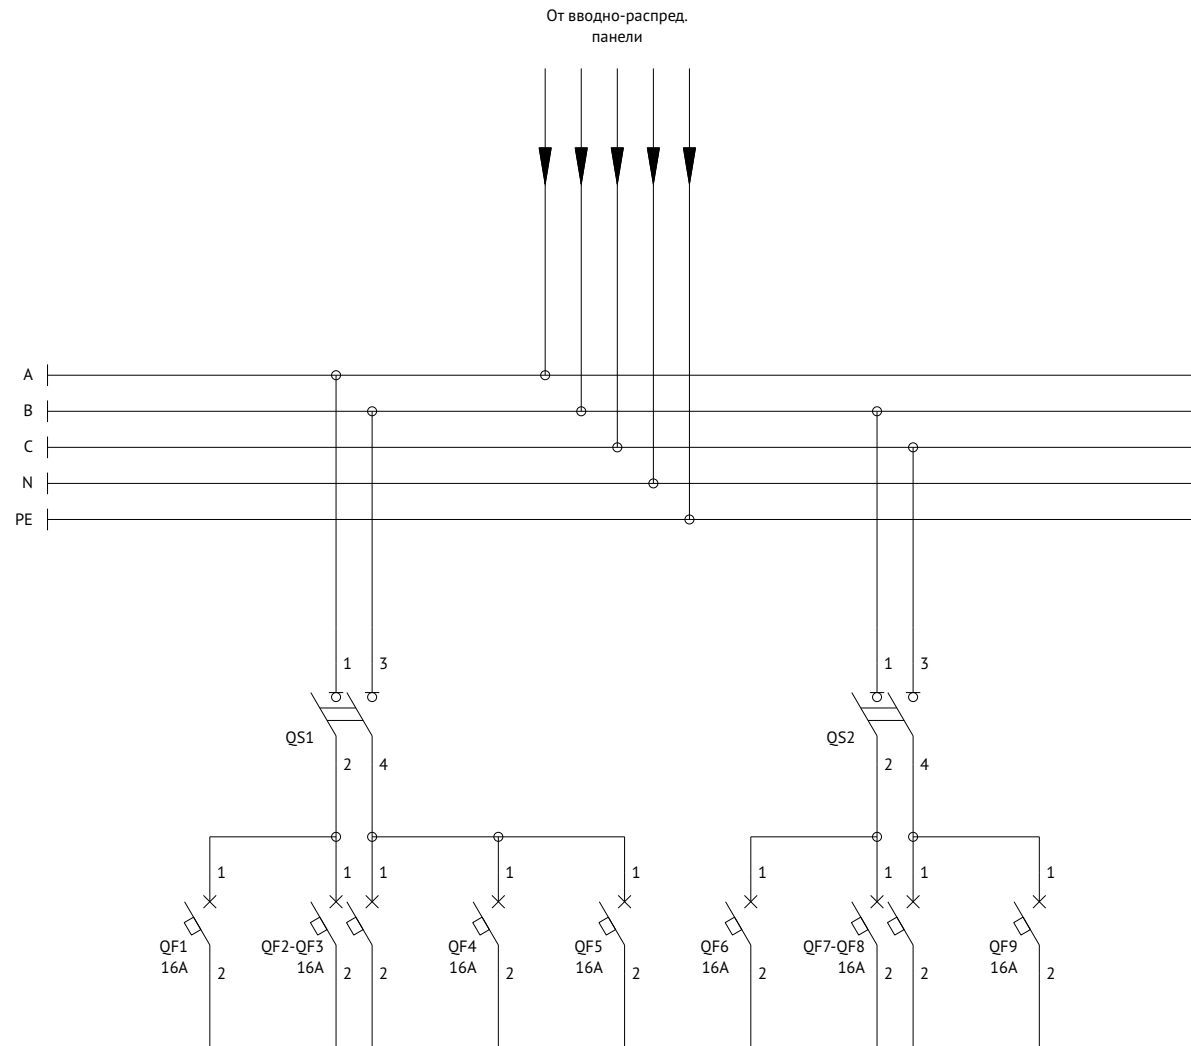 От вводно-распред.
панели
A
B
C
N
PE
1 3 1 3
QS1 QS2
2 4 2 4
1 1 1 1 1 1 1 1 1
QF1 QF2-QF3 QF4 QF5 QF6 QF7-QF8 QF9
16A 16A 16A 16A 16A 16A 16A
2 2 2 2 2 2 2 2 2